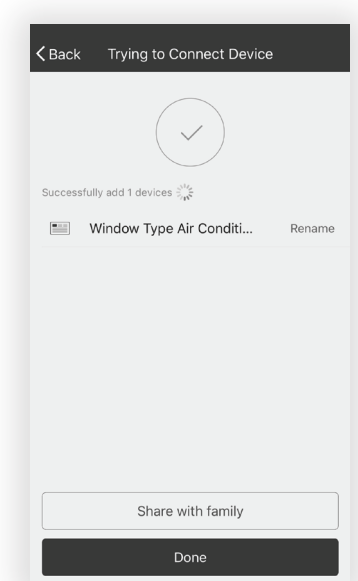 Back Trying to Connect Device
Successfully add 1 devices
Window Type Air Conditi... Rename
Share with family
Done